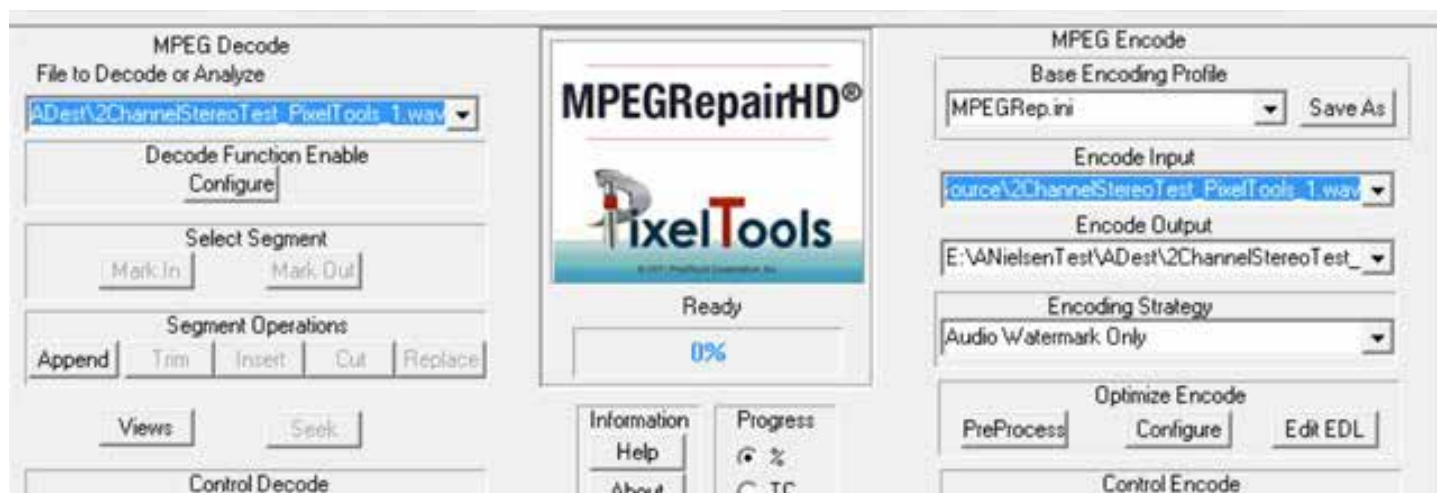 MPEG Decode
File to Decode or Analyze
ADest\2ChannelStereoTest_PixelTools_1.wav
Decode Function Enable
Configure
Select Segment
Mark In Mark Out
Segment Operations
Append Trim Insert Cut Replace
Views Seek
Control Decode
MPEGRepairHD®
PixelTools
Ready
0%
Information
Help
About
Progress
%
TC
MPEG Encode
Base Encoding Profile
MPEGRep.ini Save As
Encode Input
ource\2ChannelStereoTest_PixelTools_1.wav
Encode Output
E:\ANielsenTest\ADest\2ChannelStereoTest_
Encoding Strategy
Audio Watermark Only
Optimize Encode
PreProcess Configure Edit EDL
Control Encode